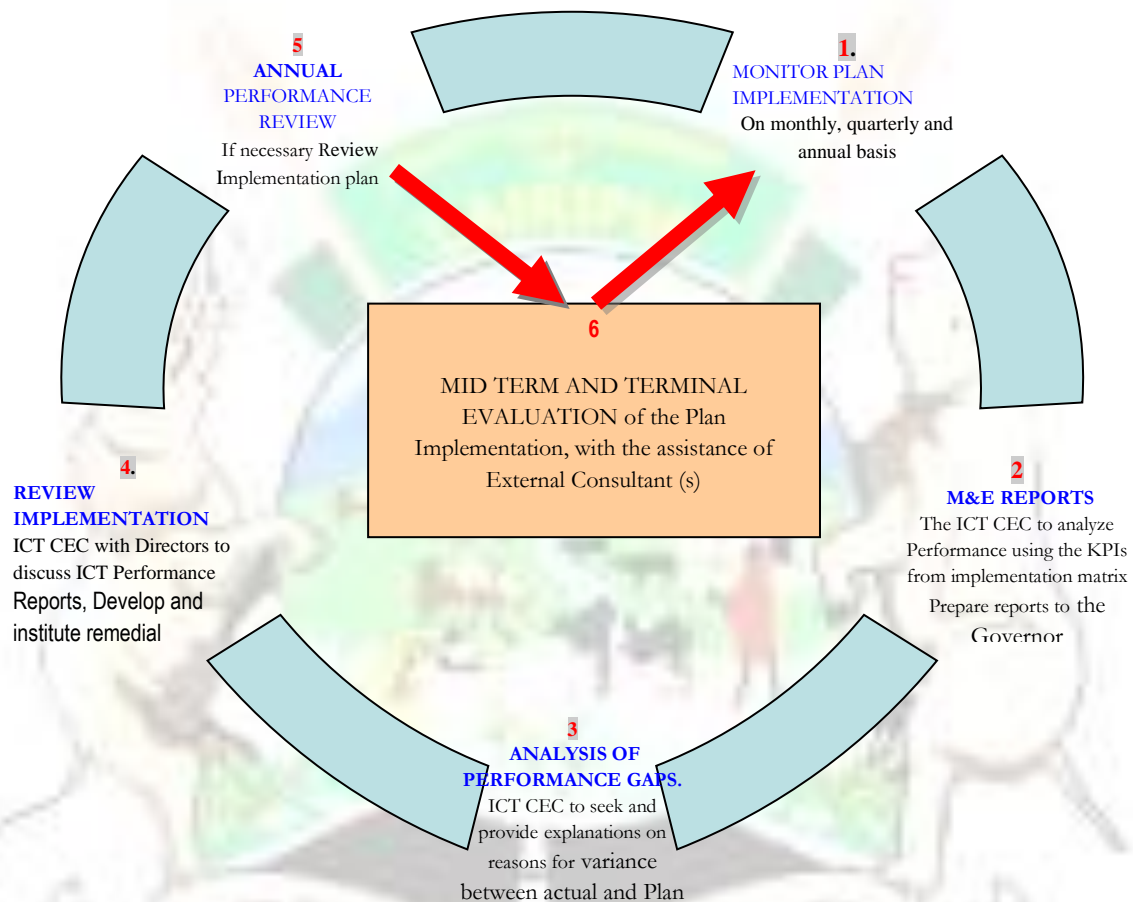 1.
MONITOR PLAN
IMPLEMENTATION
On monthly, quarterly and
annual basis
2
M&E REPORTS
The ICT CEC to analyze
Performance using the KPIs
from implementation matrix
Prepare reports to the
Governor
3
ANALYSIS OF
PERFORMANCE GAPS.
ICT CEC to seek and
provide explanations on
reasons for variance
between actual and Plan
4.
REVIEW
IMPLEMENTATION
ICT CEC with Directors to
discuss ICT Performance
Reports, Develop and
institute remedial
5
ANNUAL
PERFORMANCE
REVIEW
If necessary Review
Implementation plan
6
MID TERM AND TERMINAL
EVALUATION of the Plan
Implementation, with the assistance of
External Consultant (s)